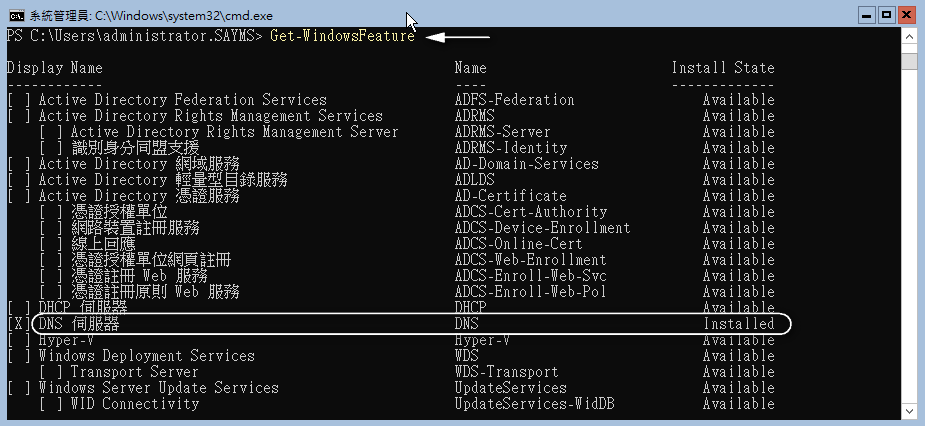 系統管理員: C:\Windows\system32\cmd.exe
PS C:\Users\administrator.SAYMS> Get-WindowsFeature
Display Name Name Install State
------------ ---- -------------
[ ] Active Directory Federation Services ADFS-Federation Available
[ ] Active Directory Rights Management Services ADRMS Available
[ ] Active Directory Rights Management Server ADRMS-Server Available
[ ] 識別身分同盟支援 ADRMS-Identity Available
[ ] Active Directory 網域服務 AD-Domain-Services Available
[ ] Active Directory 輕量型目錄服務 ADLDS Available
[ ] Active Directory 憑證服務 AD-Certificate Available
[ ] 憑證授權單位 ADCS-Cert-Authority Available
[ ] 網路裝置註冊服務 ADCS-Device-Enrollment Available
[ ] 線上回應 ADCS-Online-Cert Available
[ ] 憑證授權單位網頁註冊 ADCS-Web-Enrollment Available
[ ] 憑證註冊 Web 服務 ADCS-Enroll-Web-Svc Available
[ ] 憑證註冊原則 Web 服務 ADCS-Enroll-Web-Pol Available
[ ] DHCP 伺服器 DHCP Available
[X] DNS 伺服器 DNS Installed
[ ] Hyper-V Hyper-V Available
[ ] Windows Deployment Services WDS Available
[ ] Transport Server WDS-Transport Available
[ ] Windows Server Update Services UpdateServices Available
[ ] WID Connectivity UpdateServices-WidDB Available